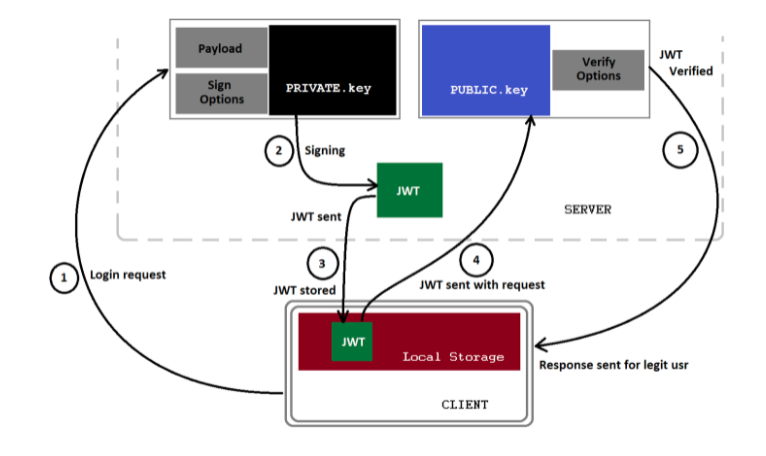 Payload
Sign
Options
PRIVATE.key
PUBLIC.key
Verify
Options
JWT
Verified
2
Signing
5
JWT
JWT sent
SERVER
1
Login request
3
JWT stored
4
JWT sent with request
JWT
Local Storage
Response sent for legit usr
CLIENT